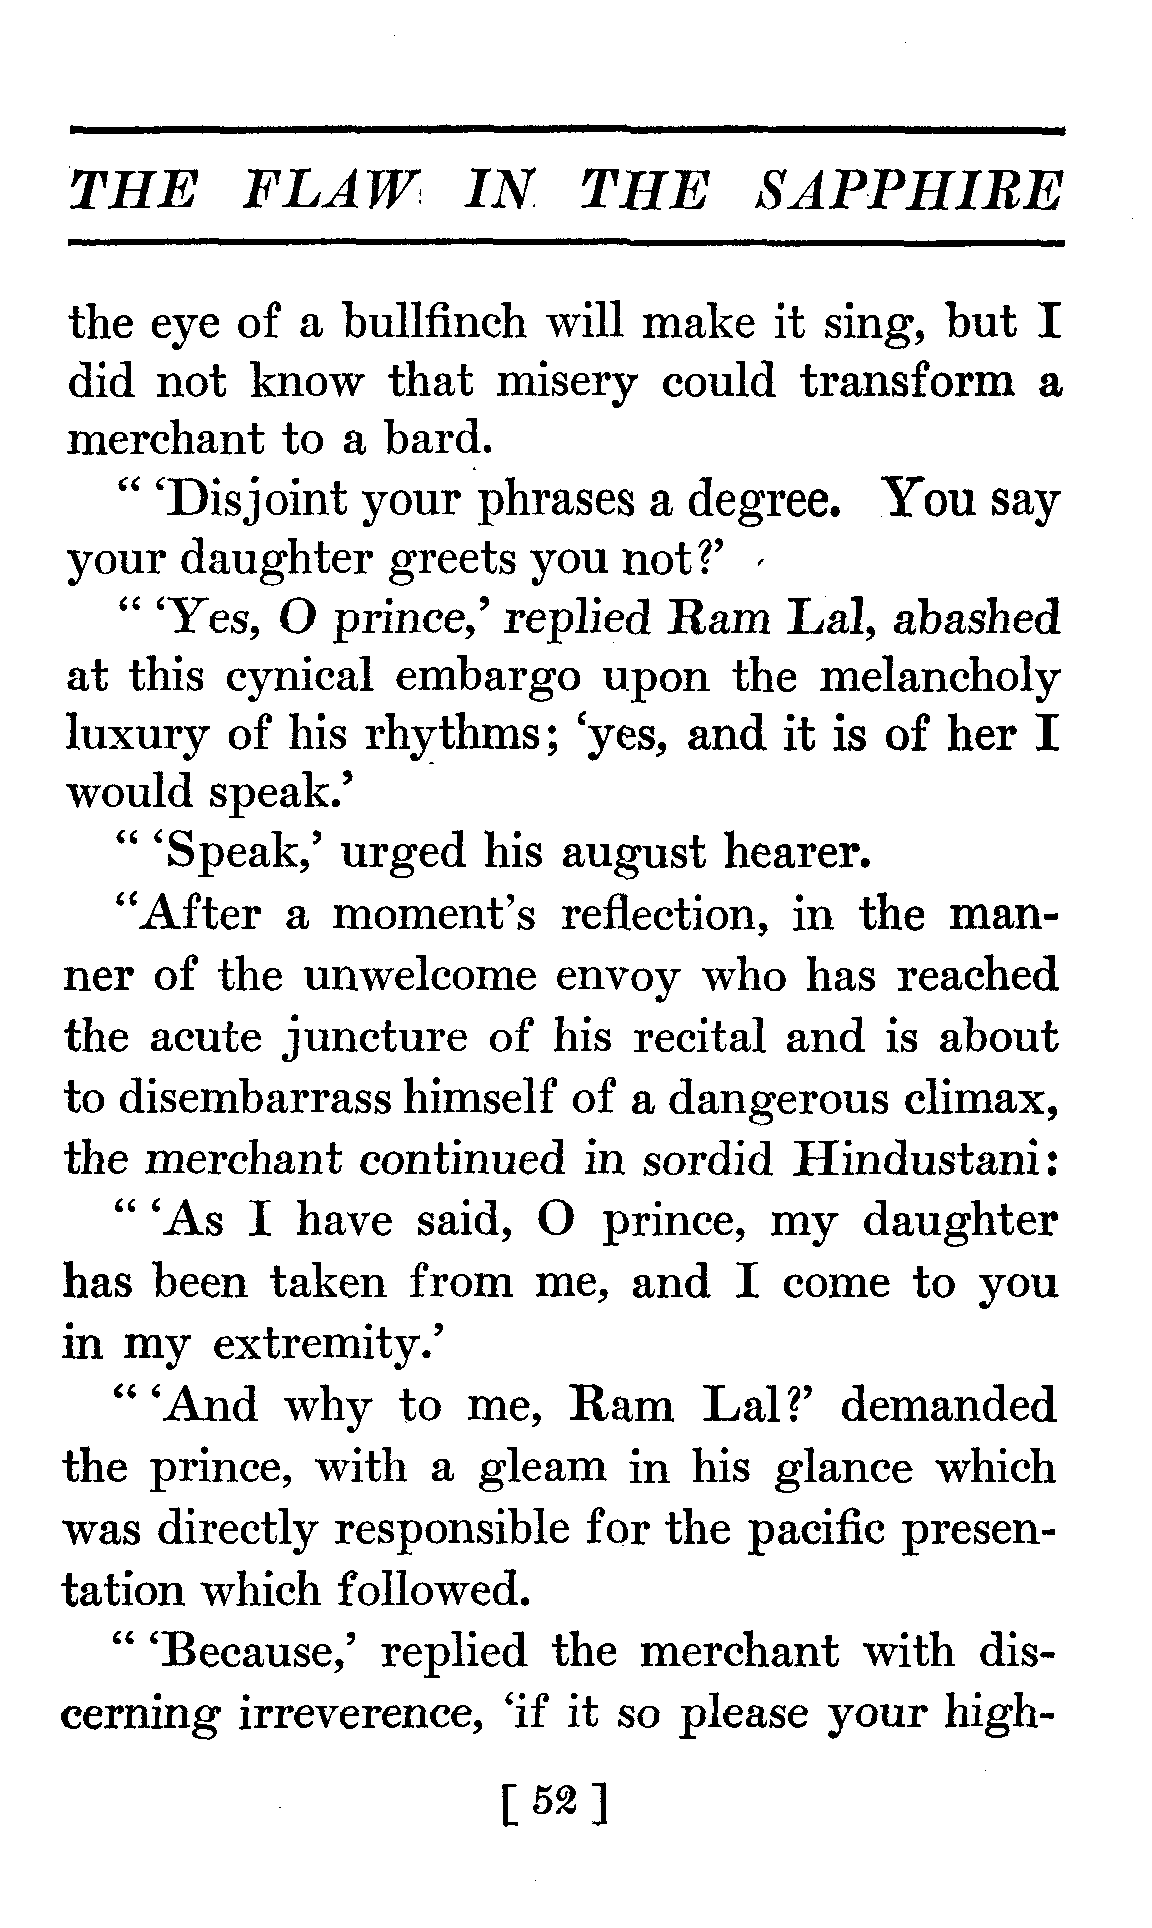 THE FLAW IN THE SAPPHIRE
the eye of a bullfinch will make it sing, but I
did not know that misery could transform a
merchant to a bard.
“ ‘Disjoint your phrases a degree. You say
your daughter greets you not?’
“ ‘Yes, O prince,’ replied Ram Lal, abashed
at this cynical embargo upon the melancholy
luxury of his rhythms; ‘yes, and it is of her I
would speak.’
“ ‘Speak,’ urged his august hearer.
“After a moment's reflection, in the man-
ner of the unwelcome envoy who has reached
the acute juncture of his recital and is about
to disembarrass himself of a dangerous climax,
the merchant continued in sordid Hindustani:
“ ‘As I have said, O prince, my daughter
has been taken from me, and I come to you
in my extremity.’
“ ‘And why to me, Ram Lal?’ demanded
the prince, with a gleam in his glance which
was directly responsible for the pacific presen-
tation which followed.
“ ‘Because,’ replied the merchant with dis-
cerning irreverence, ‘if it so please your high-
[ 52 ]